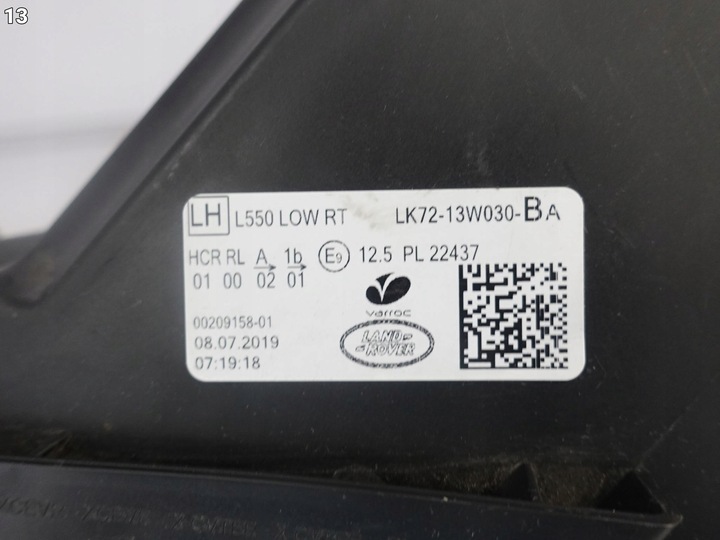 13
LH L550 LOW RT LK72-13W030-BA
HCR RL A 1b E9 12.5 PL 22437
01 00 02 01
varroc
00209158-01
08.07.2019
07:19:18
LAND
ROVER